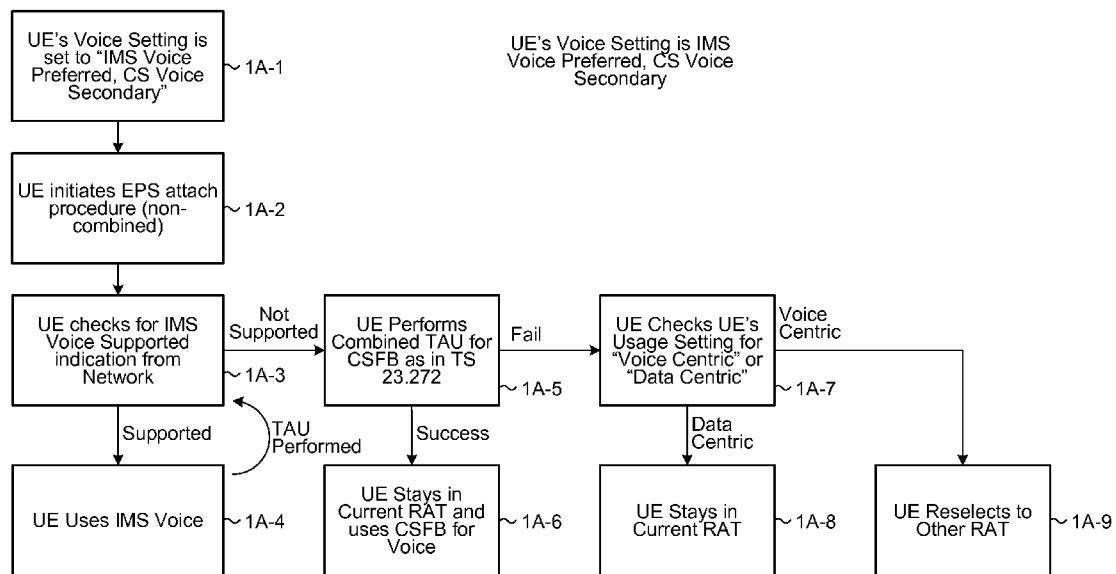 UE's Voice Setting is
set to "IMS Voice
Preferred, CS Voice
Secondary"
1A-1
UE's Voice Setting is IMS
Voice Preferred, CS Voice
Secondary
UE initiates EPS attach
procedure (non-
combined)
1A-2
UE checks for IMS
Voice Supported
indication from
Network
1A-3
Not
Supported
UE Performs
Combined TAU for
CSFB as in TS
23.272
1A-5
Fail
UE Checks UE's
Usage Setting for
"Voice Centric" or
"Data Centric"
1A-7
Voice
Centric
Supported
TAU
Performed
Success
Data
Centric
UE Uses IMS Voice
1A-4
UE Stays in
Current RAT and
uses CSFB for
Voice
1A-6
UE Stays in
Current RAT
1A-8
UE Reselects to
Other RAT
1A-9